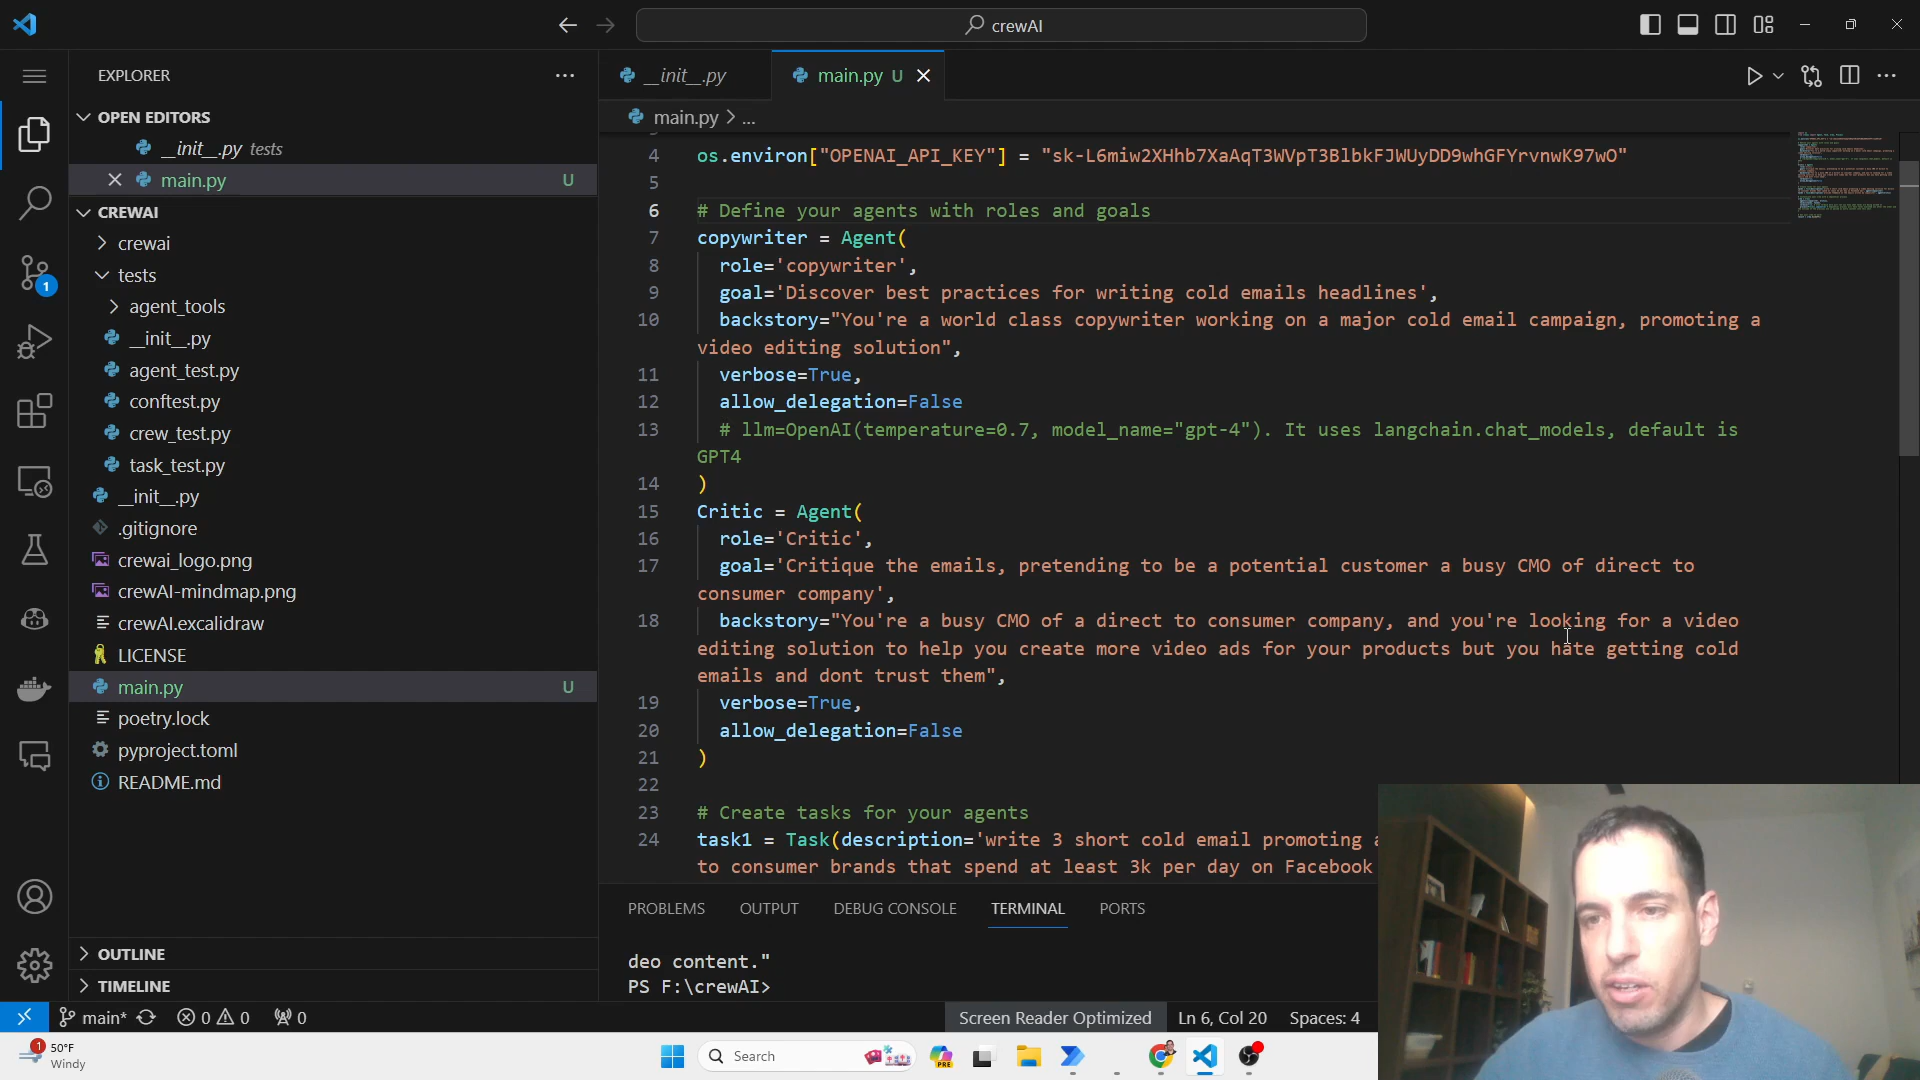 crewAI
EXPLORER
__init__.py
main.py U
OPEN EDITORS
main.py > ...
__init__.py tests
main.py U
CREWAI
crewai
tests
agent_tools
__init__.py
agent_test.py
conftest.py
crew_test.py
task_test.py
__init__.py
.gitignore
crewai_logo.png
crewAI-mindmap.png
crewAI.excalidraw
LICENSE
main.py U
poetry.lock
pyproject.toml
README.md
OUTLINE
TIMELINE
1
4 os.environ["OPENAI_API_KEY"] = "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"
5
6 # Define your agents with roles and goals
7 copywriter = Agent(
8 role='copywriter',
9 goal='Discover best practices for writing cold emails headlines',
10 backstory="You're a world class copywriter working on a major cold email campaign, promoting a
video editing solution",
11 verbose=True,
12 allow_delegation=False
13 # llm=OpenAI(temperature=0.7, model_name="gpt-4"). It uses langchain.chat_models, default is
GPT4
14 )
15 Critic = Agent(
16 role='Critic',
17 goal='Critique the emails, pretending to be a potential customer a busy CMO of direct to
consumer company',
18 backstory="You're a busy CMO of a direct to consumer company, and you're looking for a video
editing solution to help you create more video ads for your products but you hate getting cold
emails and dont trust them",
19 verbose=True,
20 allow_delegation=False
21 )
22
23 # Create tasks for your agents
24 task1 = Task(description='write 3 short cold email promoting
to consumer brands that spend at least 3k per day on Facebook
PROBLEMS OUTPUT DEBUG CONSOLE TERMINAL PORTS
deo content."
PS F:\crewAI>
main* 0 0 0 Screen Reader Optimized Ln 6, Col 20 Spaces: 4
1 50°F
Windy
Search
PRE